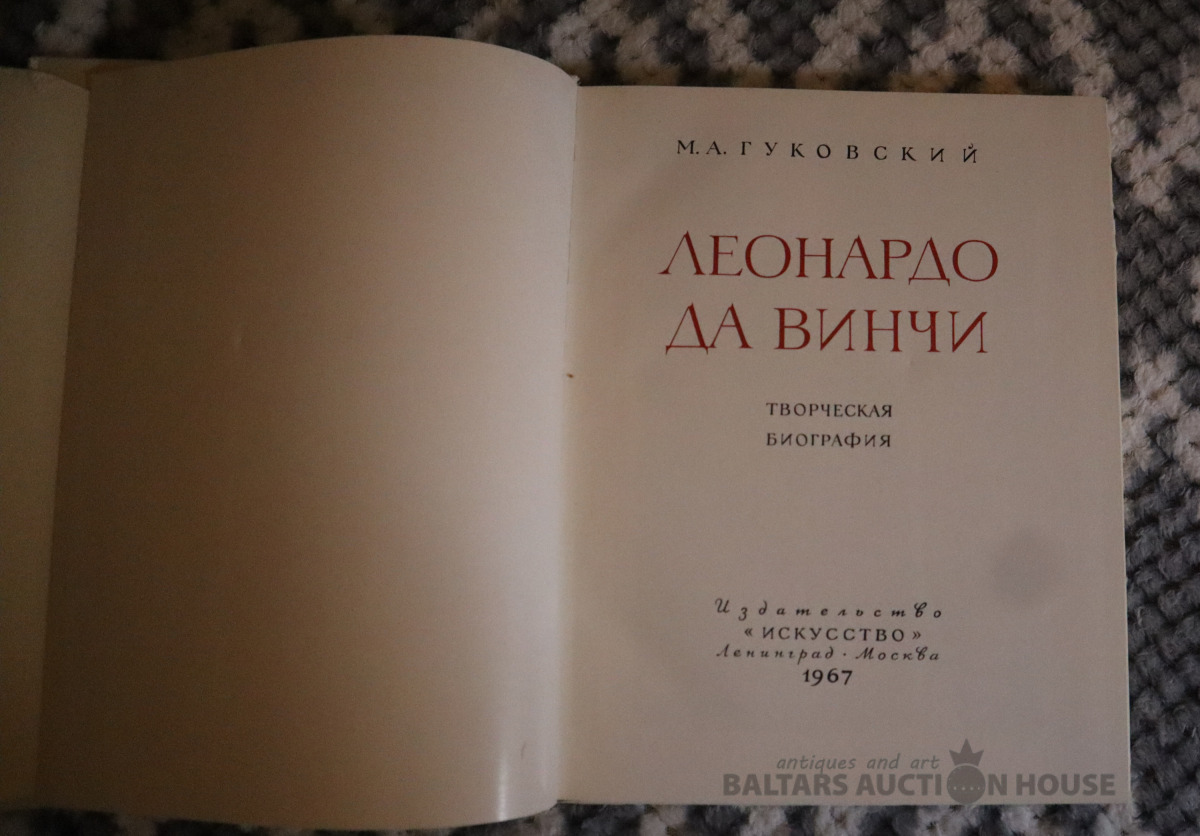 М. А. ГУКОВСКИЙ
ЛЕОНАРДО
ДА ВИНЧИ
ТВОРЧЕСКАЯ
БИОГРАФИЯ
Издательство
«ИСКУССТВО»
Ленинград · Москва
1967
antiques and art
BALTARS AUCTION HOUSE